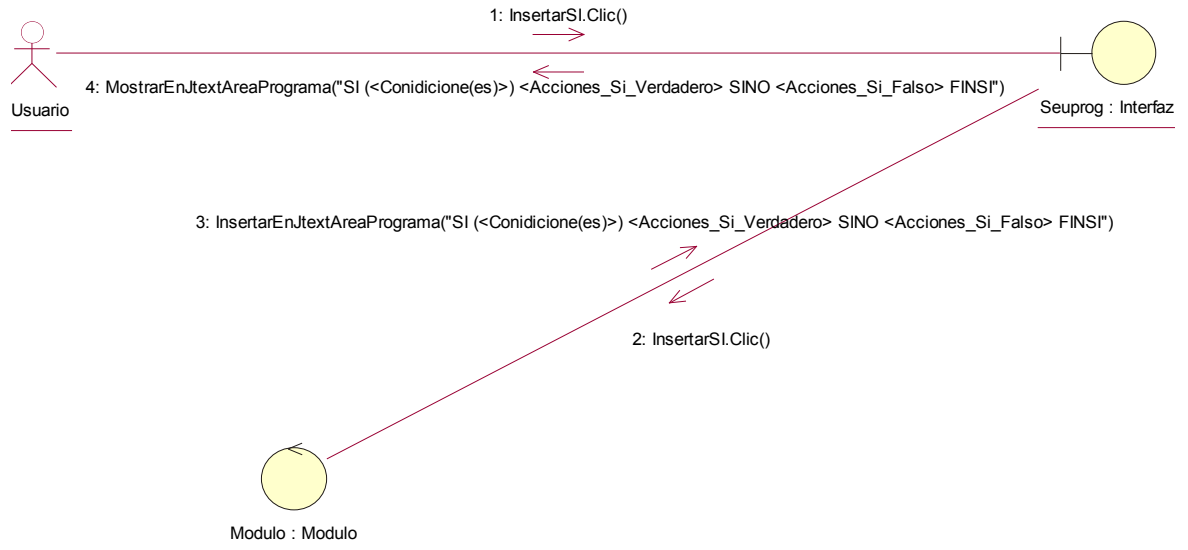 1: InsertarSI.Clic()
4: MostrarEnJtextAreaPrograma("SI (<Conidicione(es)>) <Acciones_Si_Verdadero> SINO <Acciones_Si_Falso> FINSI")
Usuario
Seuprog : Interfaz
3: InsertarEnJtextAreaPrograma("SI (<Conidicione(es)>) <Acciones_Si_Verdadero> SINO <Acciones_Si_Falso> FINSI")
2: InsertarSI.Clic()
Modulo : Modulo